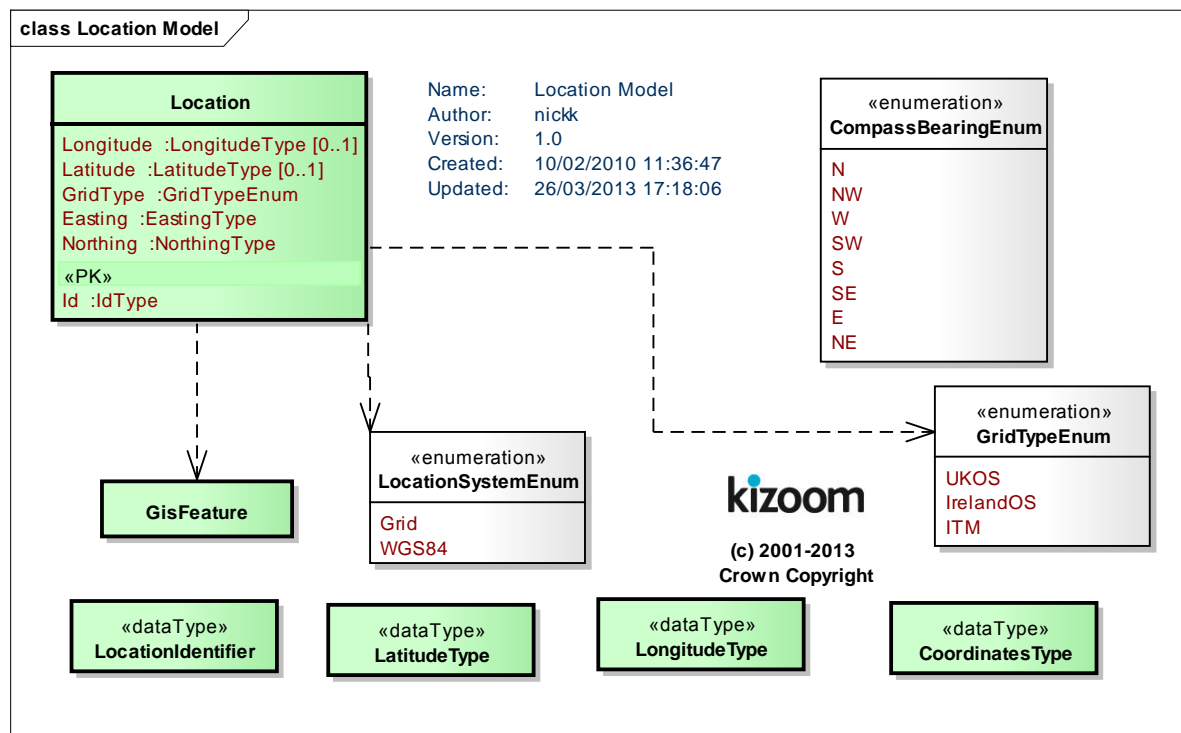 class Location Model
Location
Longitude :LongitudeType [0..1]
Latitude :LatitudeType [0..1]
GridType :GridTypeEnum
Easting :EastingType
Northing :NorthingType
«PK»
Id :IdType
Name: Location Model
Author: nickk
Version: 1.0
Created: 10/02/2010 11:36:47
Updated: 26/03/2013 17:18:06
«enumeration»
CompassBearingEnum
N
NW
W
SW
S
SE
E
NE
«enumeration»
GridTypeEnum
UKOS
IrelandOS
ITM
«enumeration»
LocationSystemEnum
Grid
WGS84
GisFeature
kizoom
(c) 2001-2013
Crown Copyright
«dataType»
LocationIdentifier
«dataType»
LatitudeType
«dataType»
LongitudeType
«dataType»
CoordinatesType